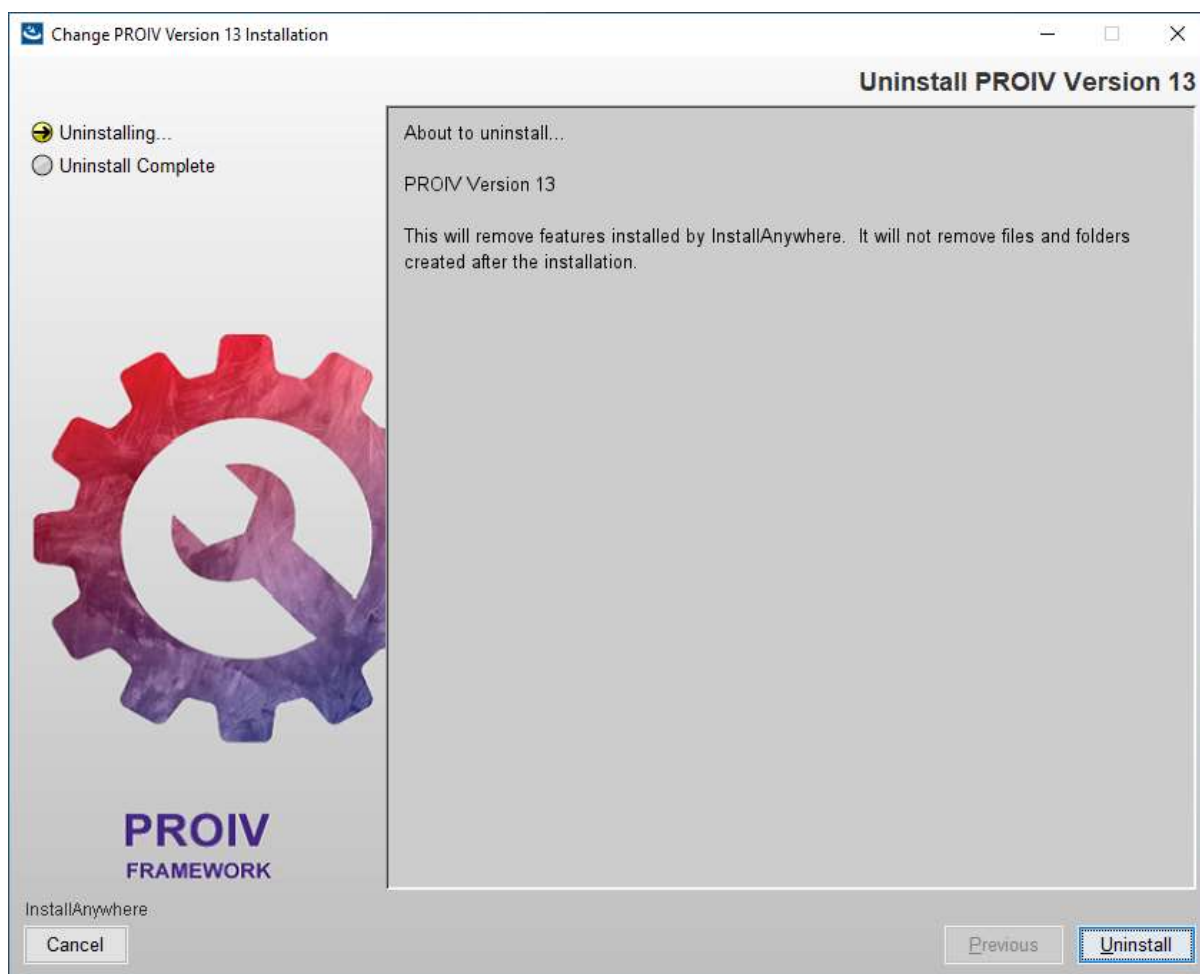 Change PROIV Version 13 Installation
Uninstall PROIV Version 13
Uninstalling...
Uninstall Complete
About to uninstall...
PROIV Version 13
This will remove features installed by InstallAnywhere.  It will not remove files and folders
created after the installation.
PROIV
FRAMEWORK
InstallAnywhere
Cancel
Previous
Uninstall